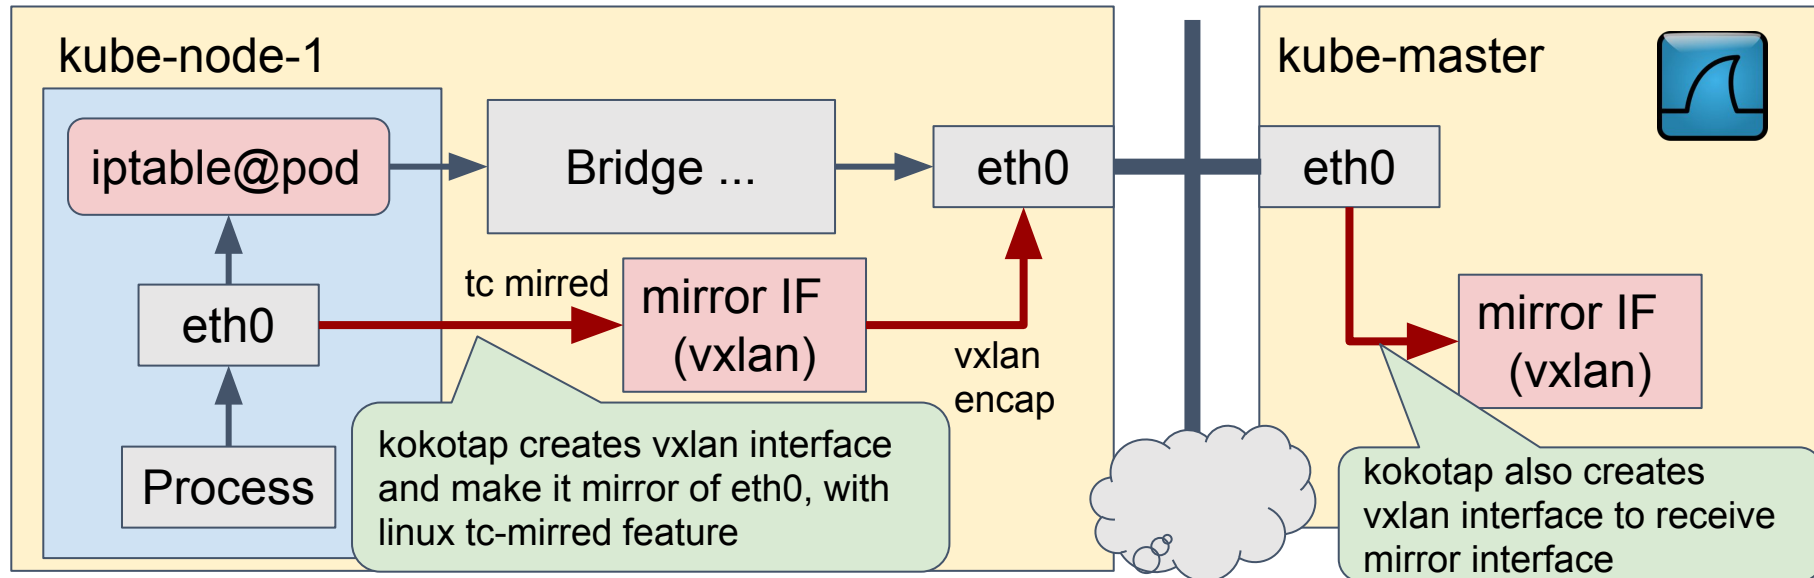 kube-node-1
iptable@pod
Bridge ...
eth0
eth0
Process
tc mirred
mirror IF
(vxlan)
vxlan
encap
kokotap creates vxlan interface
and make it mirror of eth0, with
linux tc-mirred feature
kube-master
eth0
mirror IF
(vxlan)
kokotap also creates
vxlan interface to receive
mirror interface